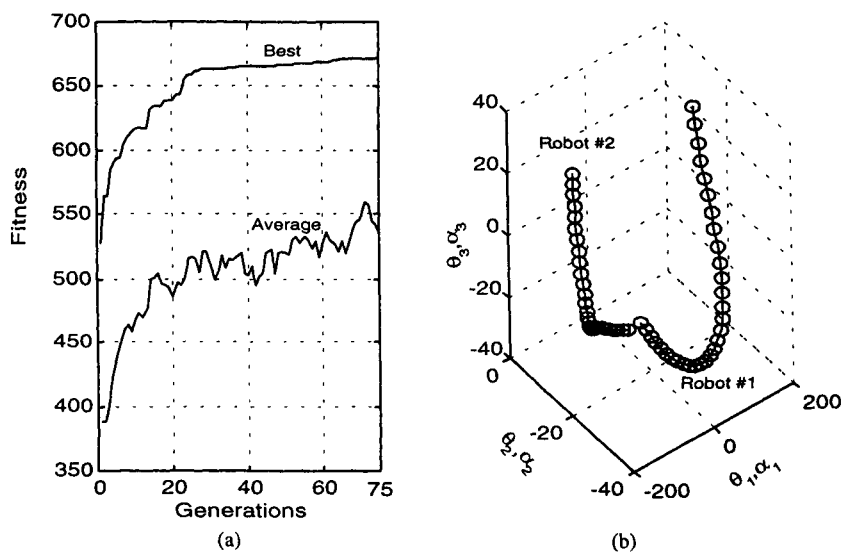 700
650
600
550
500
450
400
350
0
20
40
60
75
Fitness
Generations
Best
Average
(a)
40
20
0
-20
-40
θ3,α3
0
-20
-40
θ2,α2
-200
0
200
θ1,α1
Robot #2
Robot #1
(b)